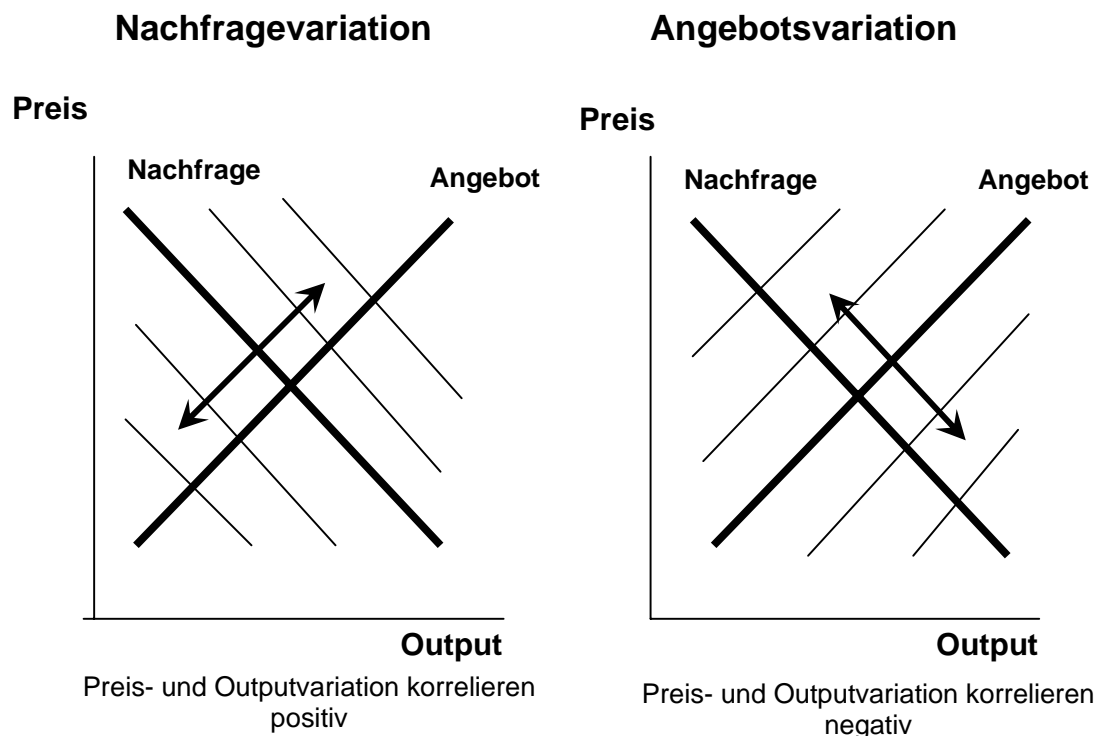 Nachfragevariation
Preis
Nachfrage
Angebot
Output
Preis- und Outputvariation korrelieren
positiv
Angebotsvariation
Preis
Nachfrage
Angebot
Output
Preis- und Outputvariation korrelieren
negativ